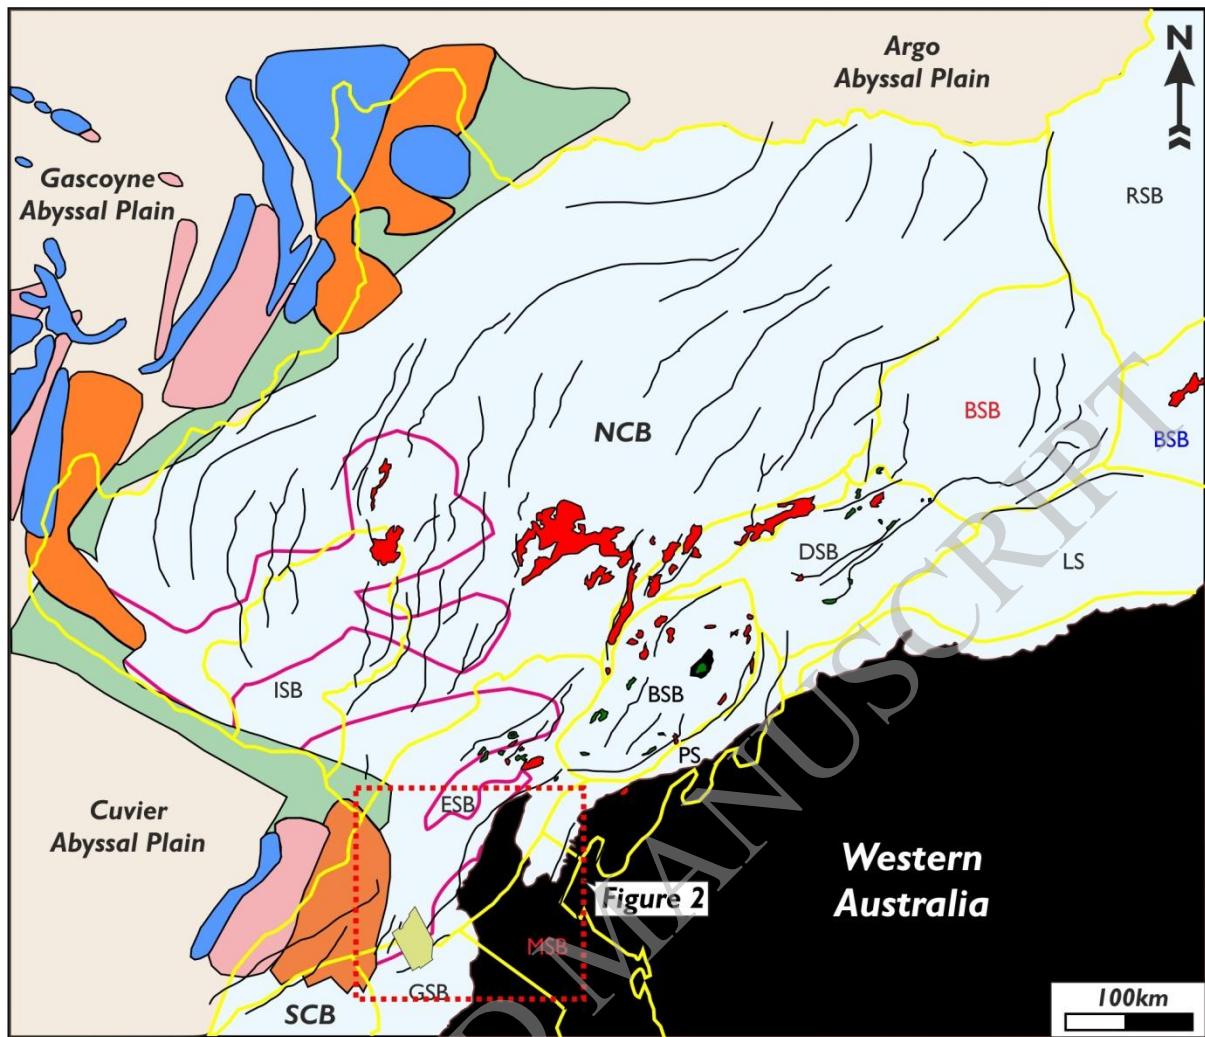 Argo
Abyssal Plain
N
Gascoyne
Abyssal Plain
RSB
NCB
BSB
BSB
DSB
LS
ISB
BSB
PS
ESB
Cuvier
Abyssal Plain
Western
Australia
Figure 2
MSB
GSB
SCB
100km
D MANUSCRIPT